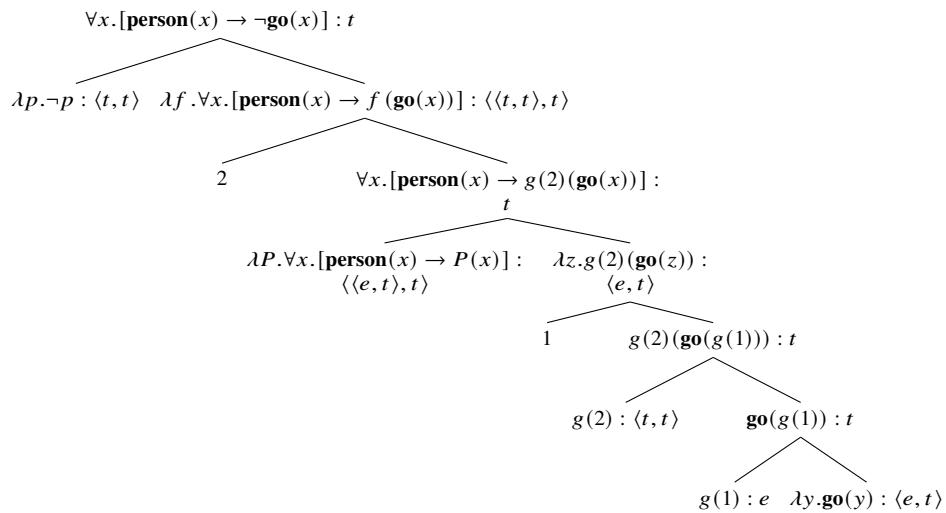 ∀x.[person(x) → ¬go(x)] : t
λp.¬p : ⟨t, t⟩ λf.∀x.[person(x) → f(go(x))] : ⟨⟨t, t⟩, t⟩
2 ∀x.[person(x) → g(2)(go(x))] :
t
λP.∀x.[person(x) → P(x)] : λz.g(2)(go(z)) :
⟨⟨e, t⟩, t⟩ ⟨e, t⟩
1 g(2)(go(g(1))) : t
g(2) : ⟨t, t⟩ go(g(1)) : t
g(1) : e λy.go(y) : ⟨e, t⟩